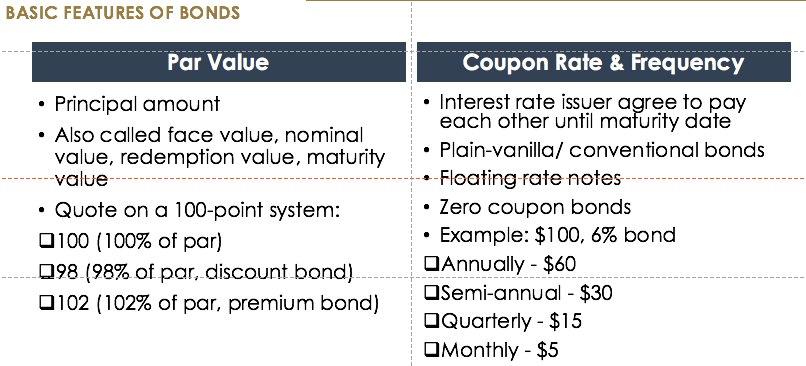 BASIC FEATURES OF BONDS
Par Value
• Principal amount
• Also called face value, nominal
value, redemption value, maturity
value
• Quote on a 100-point system:
❑100 (100% of par)
❑98 (98% of par, discount bond)
❑102 (102% of par, premium bond)
Coupon Rate & Frequency
• Interest rate issuer agree to pay
each other until maturity date
• Plain-vanilla/ conventional bonds
• Floating rate notes
• Zero coupon bonds
• Example: $100, 6% bond
❑Annually - $60
❑Semi-annual - $30
❑Quarterly - $15
❑Monthly - $5